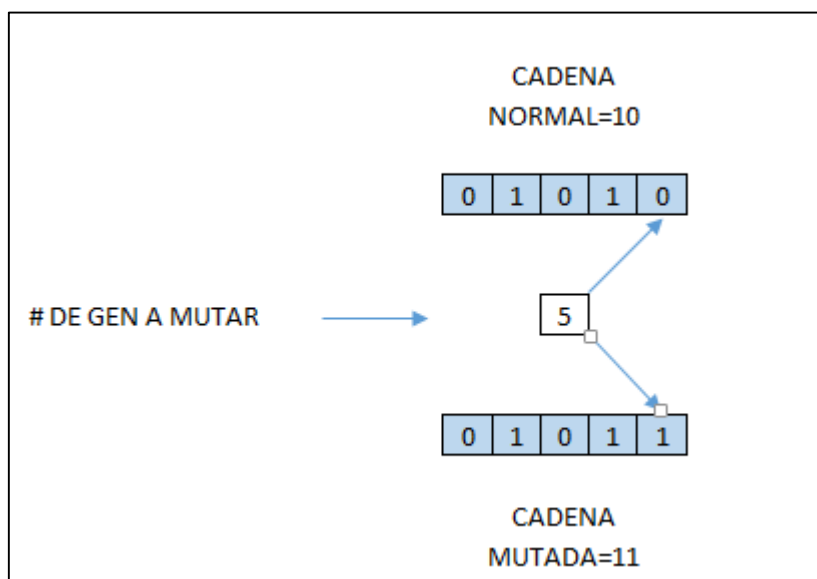 CADENA
NORMAL=10
0 1 0 1 0
# DE GEN A MUTAR
5
0 1 0 1 1
CADENA
MUTADA=11